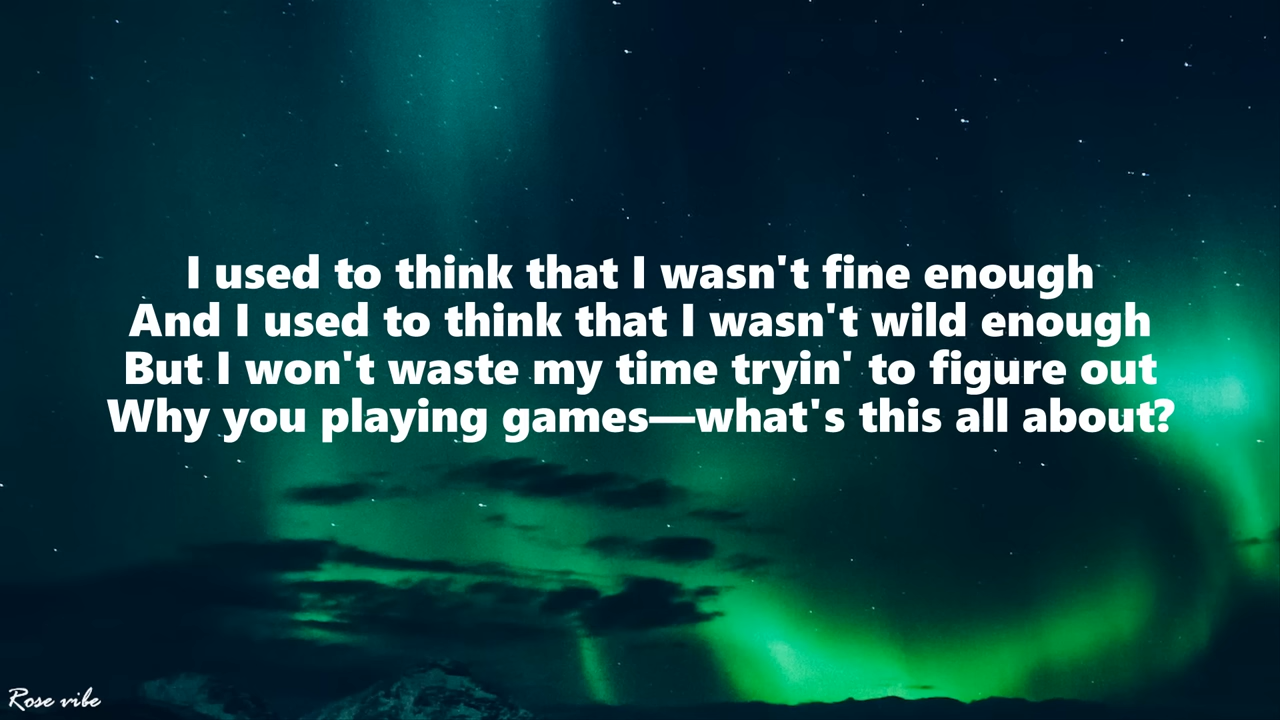 I used to think that I wasn't fine enough
And I used to think that I wasn't wild enough
But I won't waste my time tryin' to figure out
Why you playing games—what's this all about?
Rose vibe